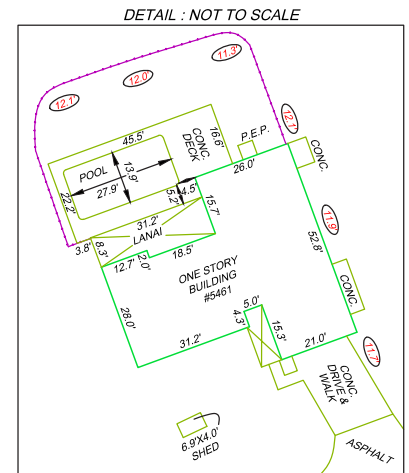 DETAIL : NOT TO SCALE
11.3'
12.0'
12.1'
12.1'
45.5'
16.6'
CONC.
DECK
P.E.P.
CONC.
POOL
13.9'
27.9'
22.2'
5.2'
4.5'
26.0'
15.7'
31.2'
LANAI
3.8'
8.3'
12.7'
2.0'
18.5'
11.9'
52.8'
ONE STORY
BUILDING
#5461
CONC.
28.0'
5.0'
4.3'
15.3'
31.2'
21.0'
11.7'
CONC.
DRIVE &
WALK
6.9'X4.0'
SHED
ASPHALT